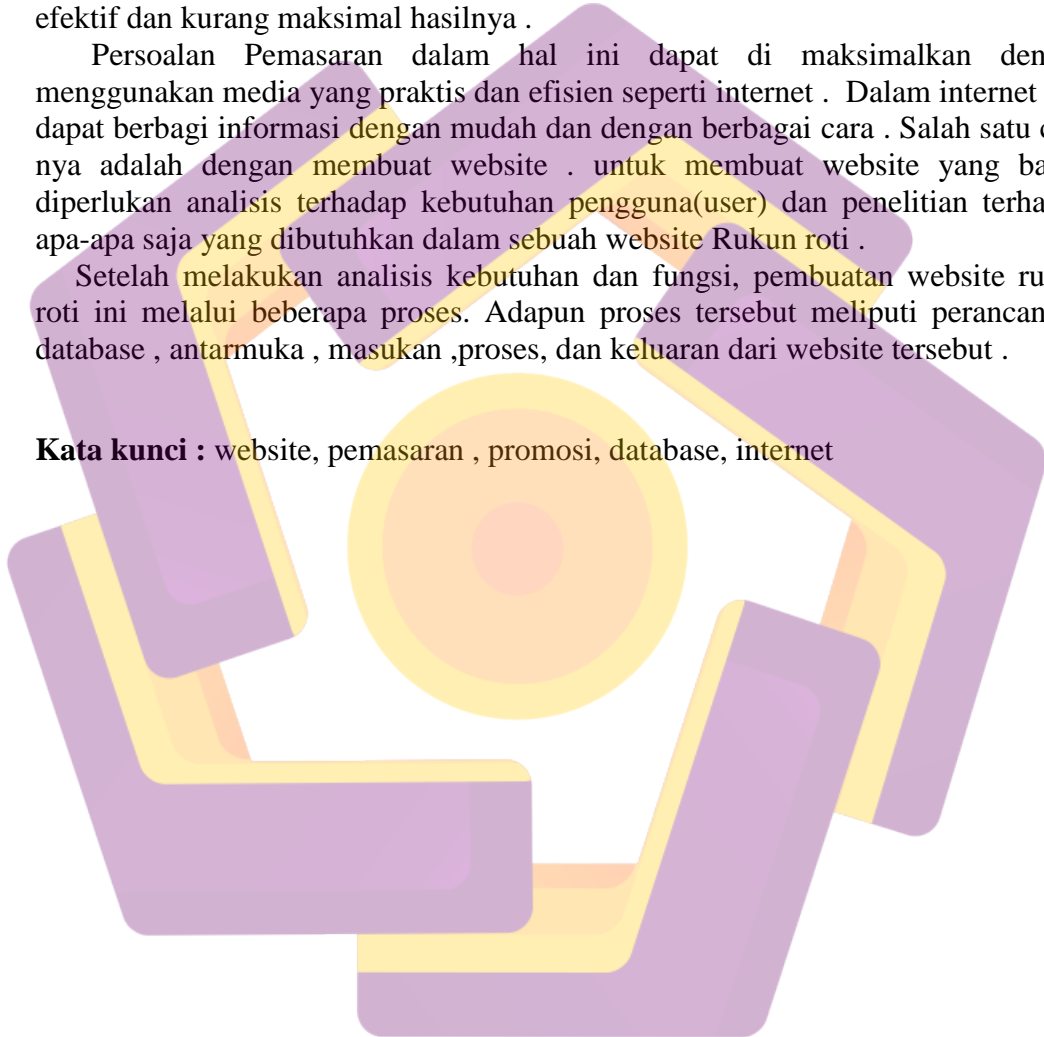 efektif dan kurang maksimal hasilnya .
Persoalan Pemasaran dalam hal ini dapat di maksimalkan den
menggunakan media yang praktis dan efisien seperti internet . Dalam internet
dapat berbagi informasi dengan mudah dan dengan berbagai cara . Salah satu c
nya adalah dengan membuat website . untuk membuat website yang ba
diperlukan analisis terhadap kebutuhan pengguna(user) dan penelitian terha
apa-apa saja yang dibutuhkan dalam sebuah website Rukun roti .
Setelah melakukan analisis kebutuhan dan fungsi, pembuatan website ru
roti ini melalui beberapa proses. Adapun proses tersebut meliputi perancan
database , antarmuka , masukan ,proses, dan keluaran dari website tersebut .
Kata kunci : website, pemasaran , promosi, database, internet